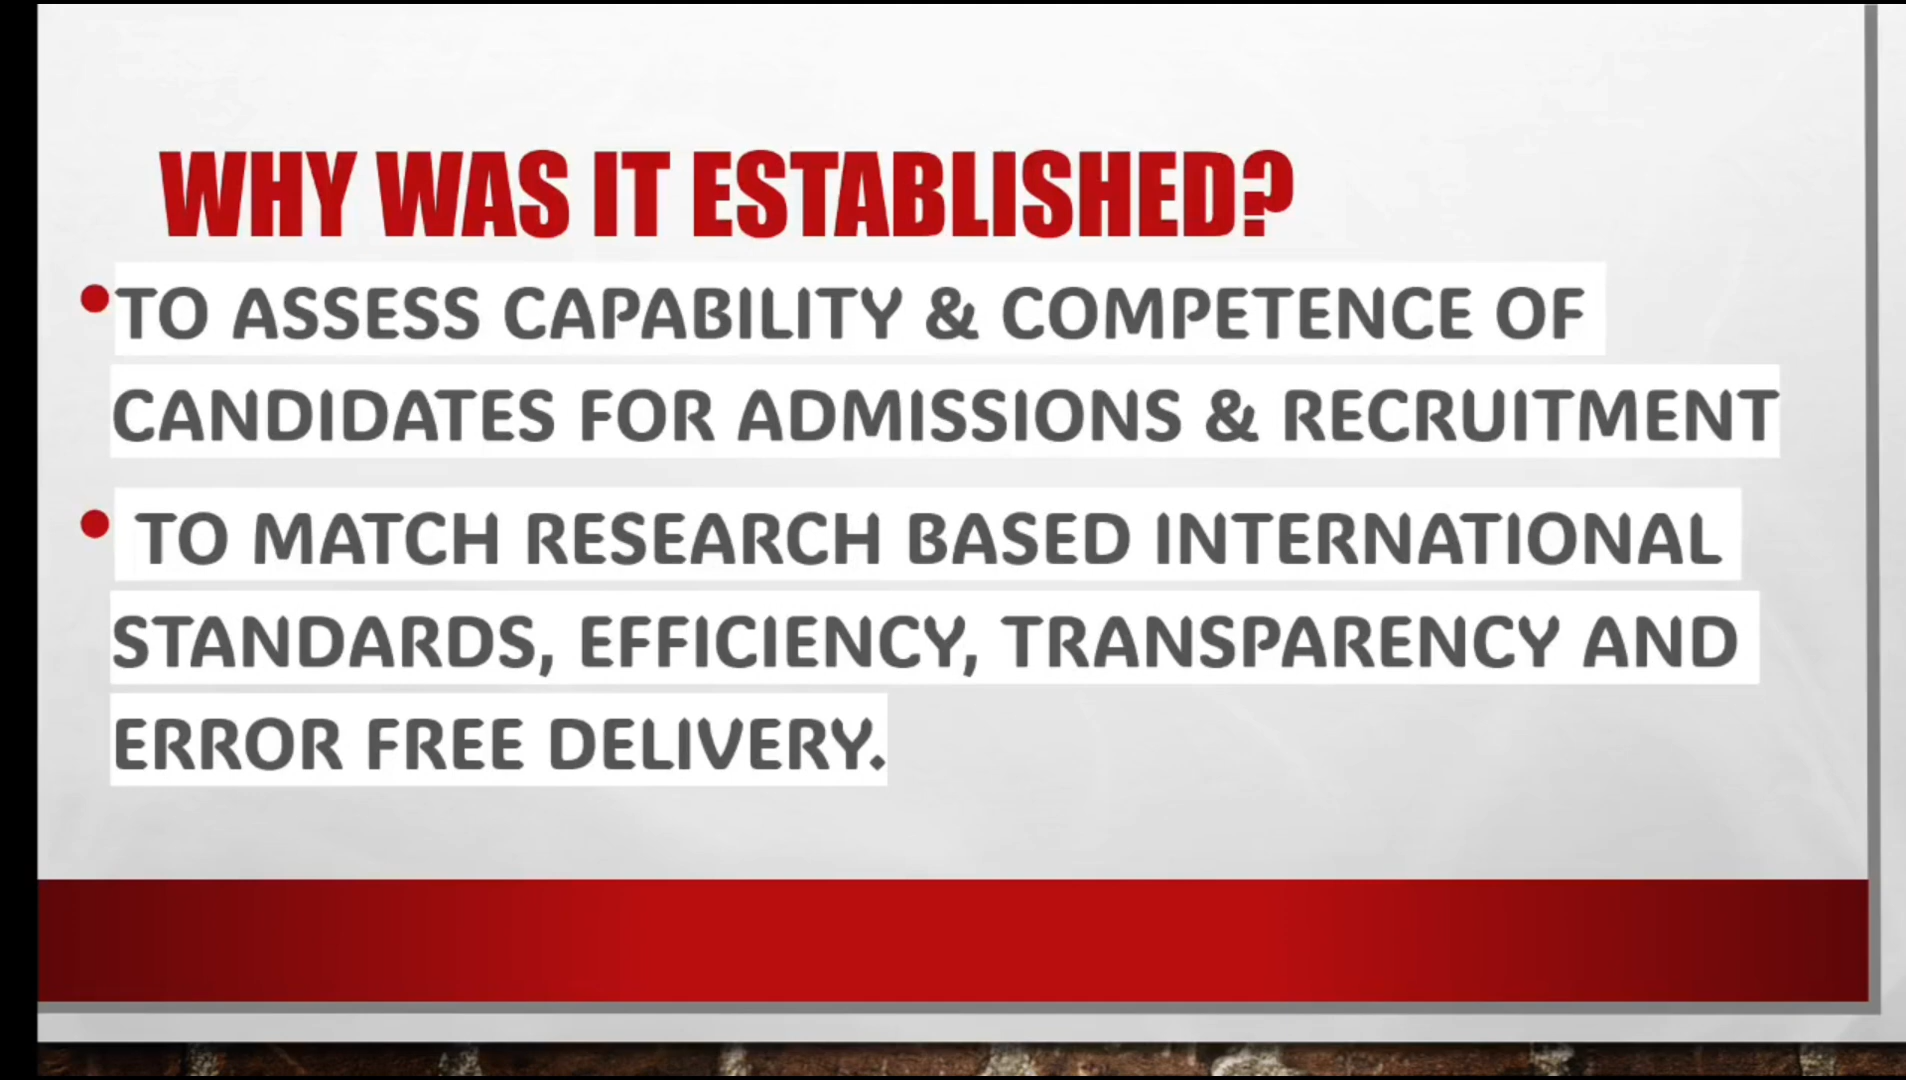 WHY WAS IT ESTABLISHED?
•TO ASSESS CAPABILITY & COMPETENCE OF
CANDIDATES FOR ADMISSIONS & RECRUITMENT
• TO MATCH RESEARCH BASED INTERNATIONAL
STANDARDS, EFFICIENCY, TRANSPARENCY AND
ERROR FREE DELIVERY.